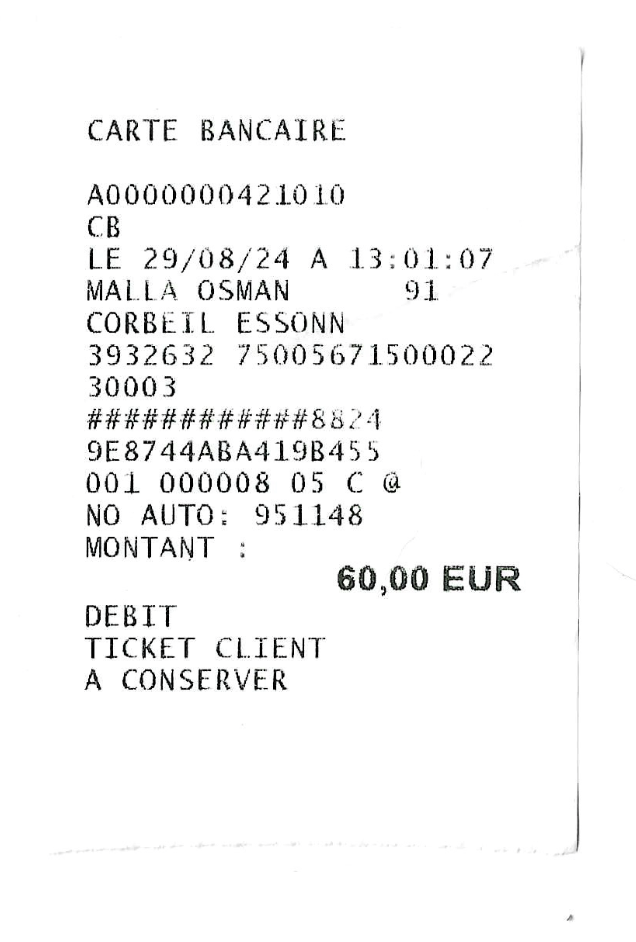 CARTE BANCAIRE
A0000000421010
CB
LE 29/08/24 A 13:01:07
MALLA OSMAN 91
CORBEIL ESSONN
3932632 75005671500022
30003
############8824
9E8744ABA419B455
001 000008 05 C @
NO AUTO: 951148
MONTANT :
60,00 EUR
DEBIT
TICKET CLIENT
A CONSERVER